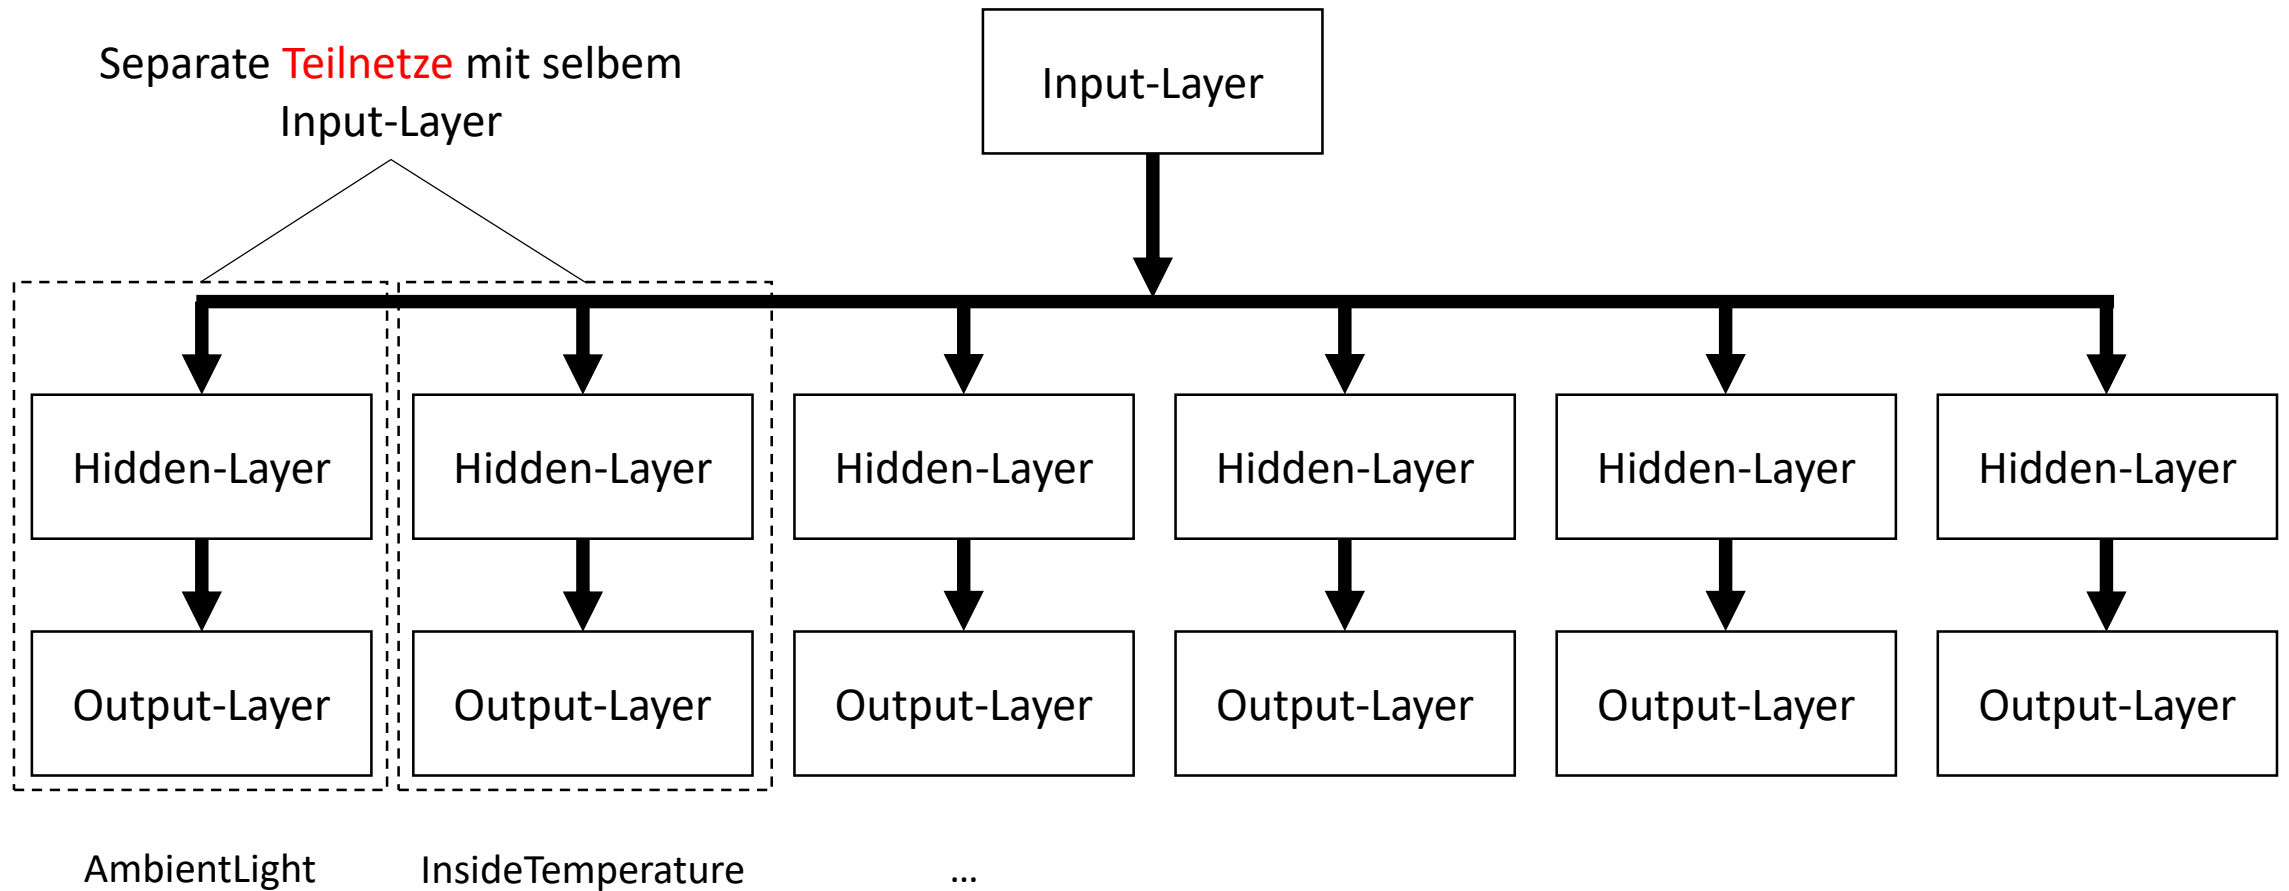 Separate Teilnetze mit selbem
Input-Layer
Input-Layer
Hidden-Layer
Hidden-Layer
Hidden-Layer
Hidden-Layer
Hidden-Layer
Hidden-Layer
Output-Layer
Output-Layer
Output-Layer
Output-Layer
Output-Layer
Output-Layer
AmbientLight
InsideTemperature
...